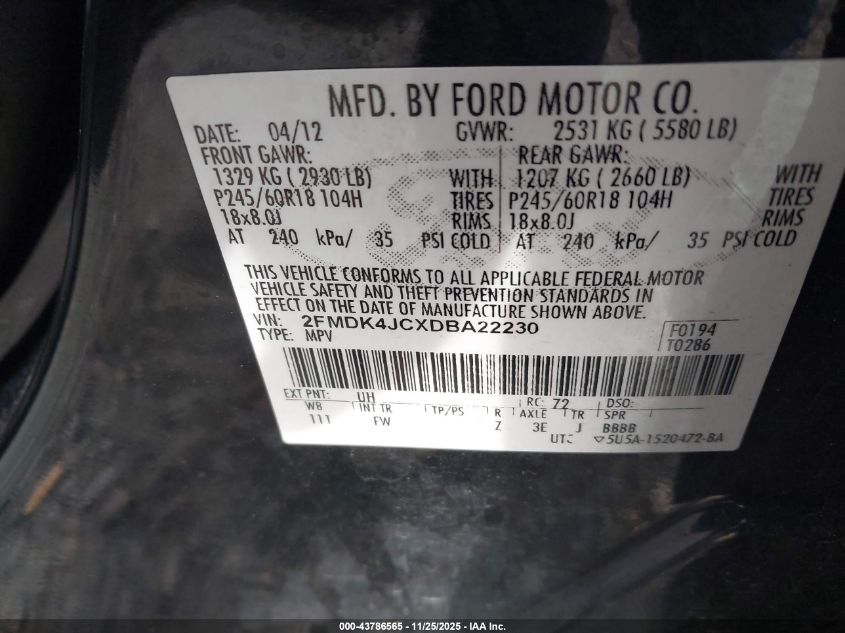 MFD. BY FORD MOTOR CO.
DATE: 04/12 GVWR: 2531 KG ( 5580 LB)
FRONT GAWR: REAR GAWR:
1329 KG ( 2930 LB) WITH 1207 KG ( 2660 LB) WITH
P245/60R18 104H TIRES P245/60R18 104H TIRES
18x8.0J RIMS 18x8.0J RIMS
AT 240 kPa/ 35 PSI COLD AT 240 kPa/ 35 PSI COLD
THIS VEHICLE CONFORMS TO ALL APPLICABLE FEDERAL MOTOR
VEHICLE SAFETY AND THEFT PREVENTION STANDARDS IN
EFFECT ON THE DATE OF MANUFACTURE SHOWN ABOVE.
VIN: 2FMDK4JCXDBA22230 F0194
TYPE: MPV T0286
EXT PNT: UH RC: 72 DSO:
WB INT TR TP/PS R AXLE TR SPR
111 FW Z 3E J BBBB
UTC 5U5A-1520472-BA
000-43786565 - 11/25/2025 - IAA Inc.